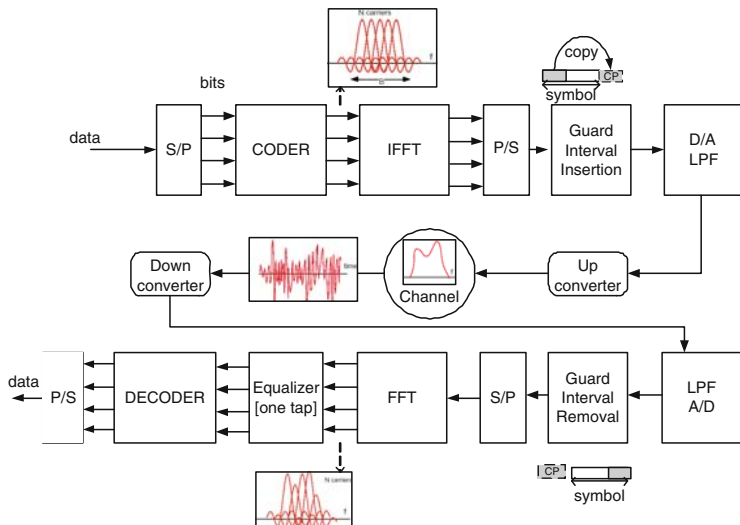 N carriers
f
copy
CP
symbol
bits
data
S/P
CODER
IFFT
P/S
Guard
Interval
Insertion
D/A
LPF
Down
converter
time
f
Channel
Up
converter
data
P/S
DECODER
Equalizer
[one tap]
FFT
S/P
Guard
Interval
Removal
LPF
A/D
N carriers
f
CP
symbol